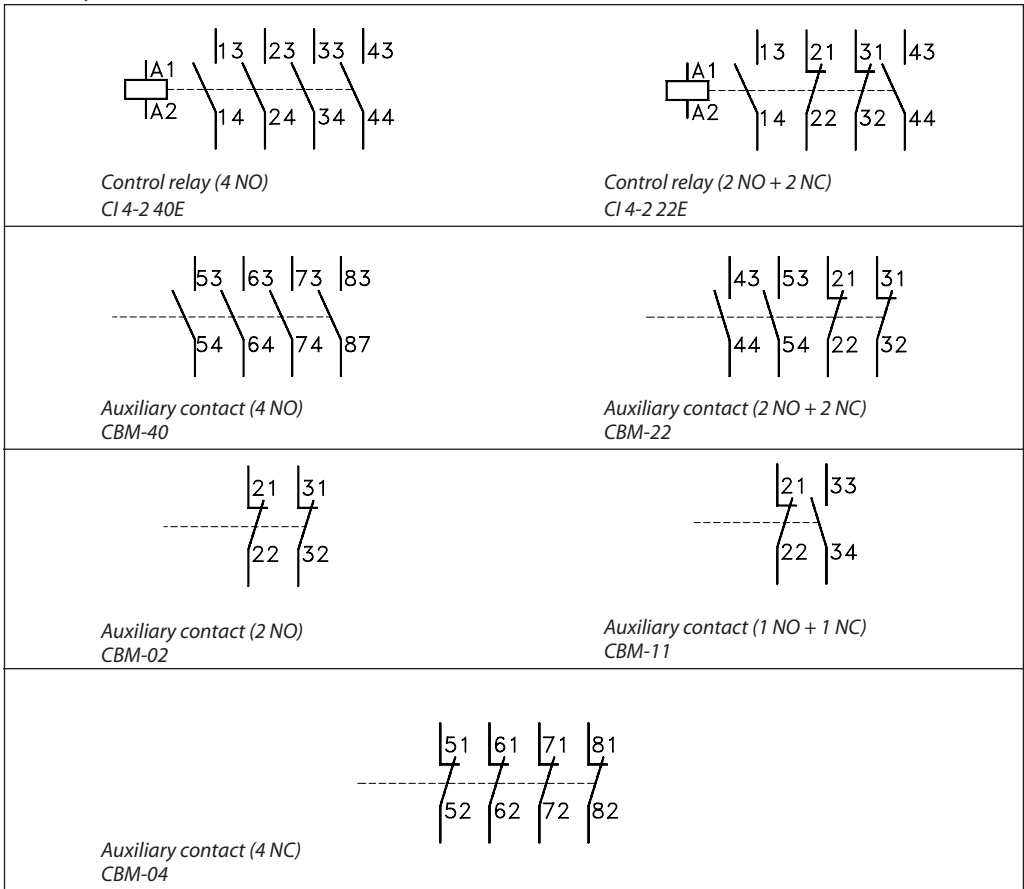 13 23 33 43
A1
A2
14 24 34 44
Control relay (4 NO)
CI 4-2 40E
13 21 31 43
A1
A2
14 22 32 44
Control relay (2 NO + 2 NC)
CI 4-2 22E
53 63 73 83
54 64 74 87
Auxiliary contact (4 NO)
CBM-40
43 53 21 31
44 54 22 32
Auxiliary contact (2 NO + 2 NC)
CBM-22
21 31
22 32
Auxiliary contact (2 NO)
CBM-02
21 33
22 34
Auxiliary contact (1 NO + 1 NC)
CBM-11
51 61 71 81
52 62 72 82
Auxiliary contact (4 NC)
CBM-04